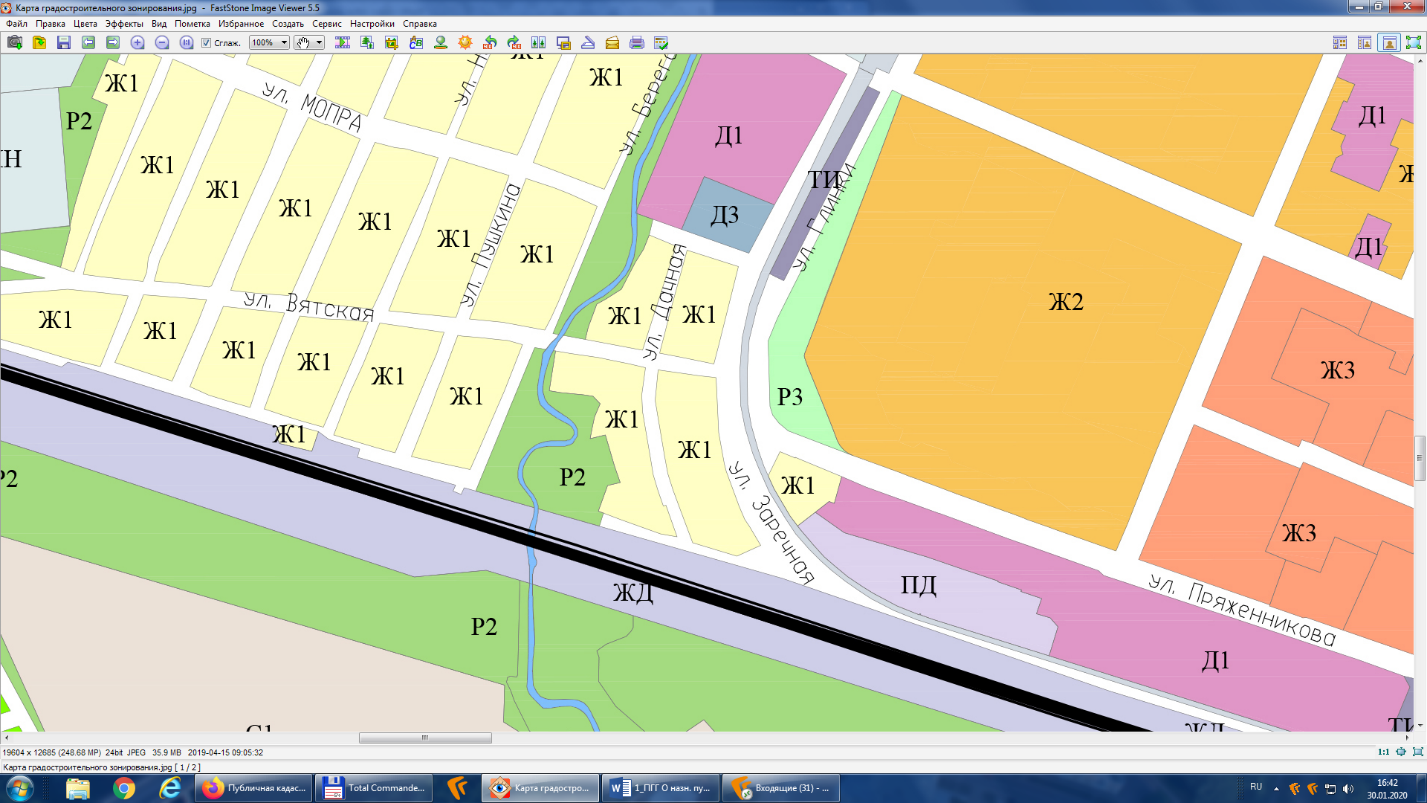 Карта градостроительного зонирования.jpg - FastStone Image Viewer 5.5
Файл Правка Цвета Эффекты Вид Пометка Избранное Создать Сервис Настройки Справка
Сглаж. 100%
Ж1
Ж1
Р2
ул. МОПРА
Д1
Д1
Ж1
Ж1
Ж1
Ж1
Ж1
Ж1
ул. Пушкина
Д3
ТИ
ул. Глинки
Д1
ул. Вятская
Ж2
Ж1
Ж1
Ж1
Ж1
Ж1
Ж1
Ж1
Ж1
ул. Дачная
Ж3
Р3
Ж1
Ж1
Ж1
Р2
Ж1
ул. Заречная
Ж3
ПД
ул. Пряженникова
ЖД
Р2
Д1
19604 x 12685 (248.68 MP) 24bit JPEG 35.9 MB 2019-04-15 09:05:32
1:1
Карта градостроительного зонирования.jpg [ 1 / 2 ]
Публичная кадас...
Total Commande...
Карта градостро...
1_ПГГ О назн. пу...
Входящие (31) - ...
RU
16:42
30.01.2020